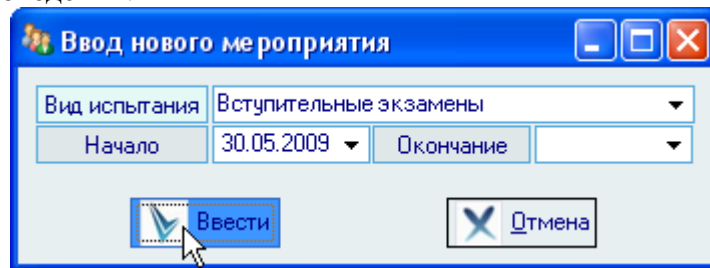 Ввод нового мероприятия
Вид испытания Вступительные экзамены
Начало 30.05.2009 Окончание
Ввести Отмена